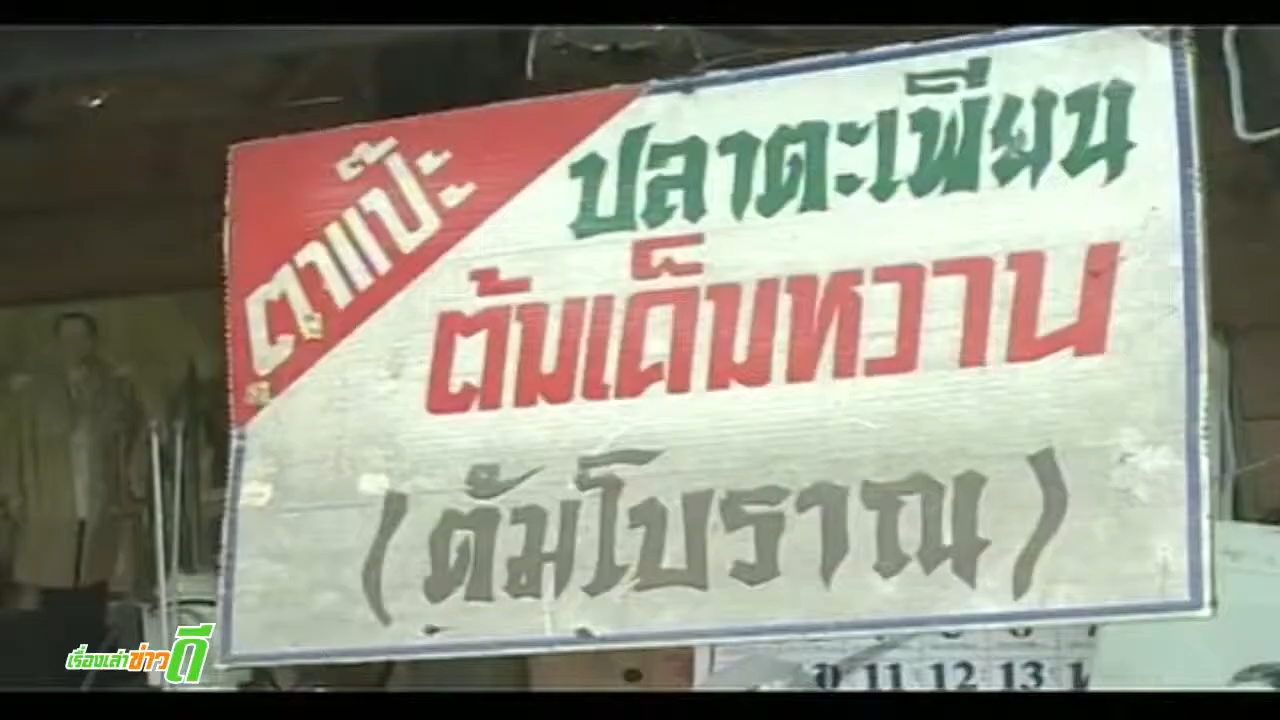 ตาแป๊ะ
ปลาตะเพียน
ต้มเค็มหวาน
(ต้มโบราณ)
11 12 13
เรื่องเล่าข่าวดี